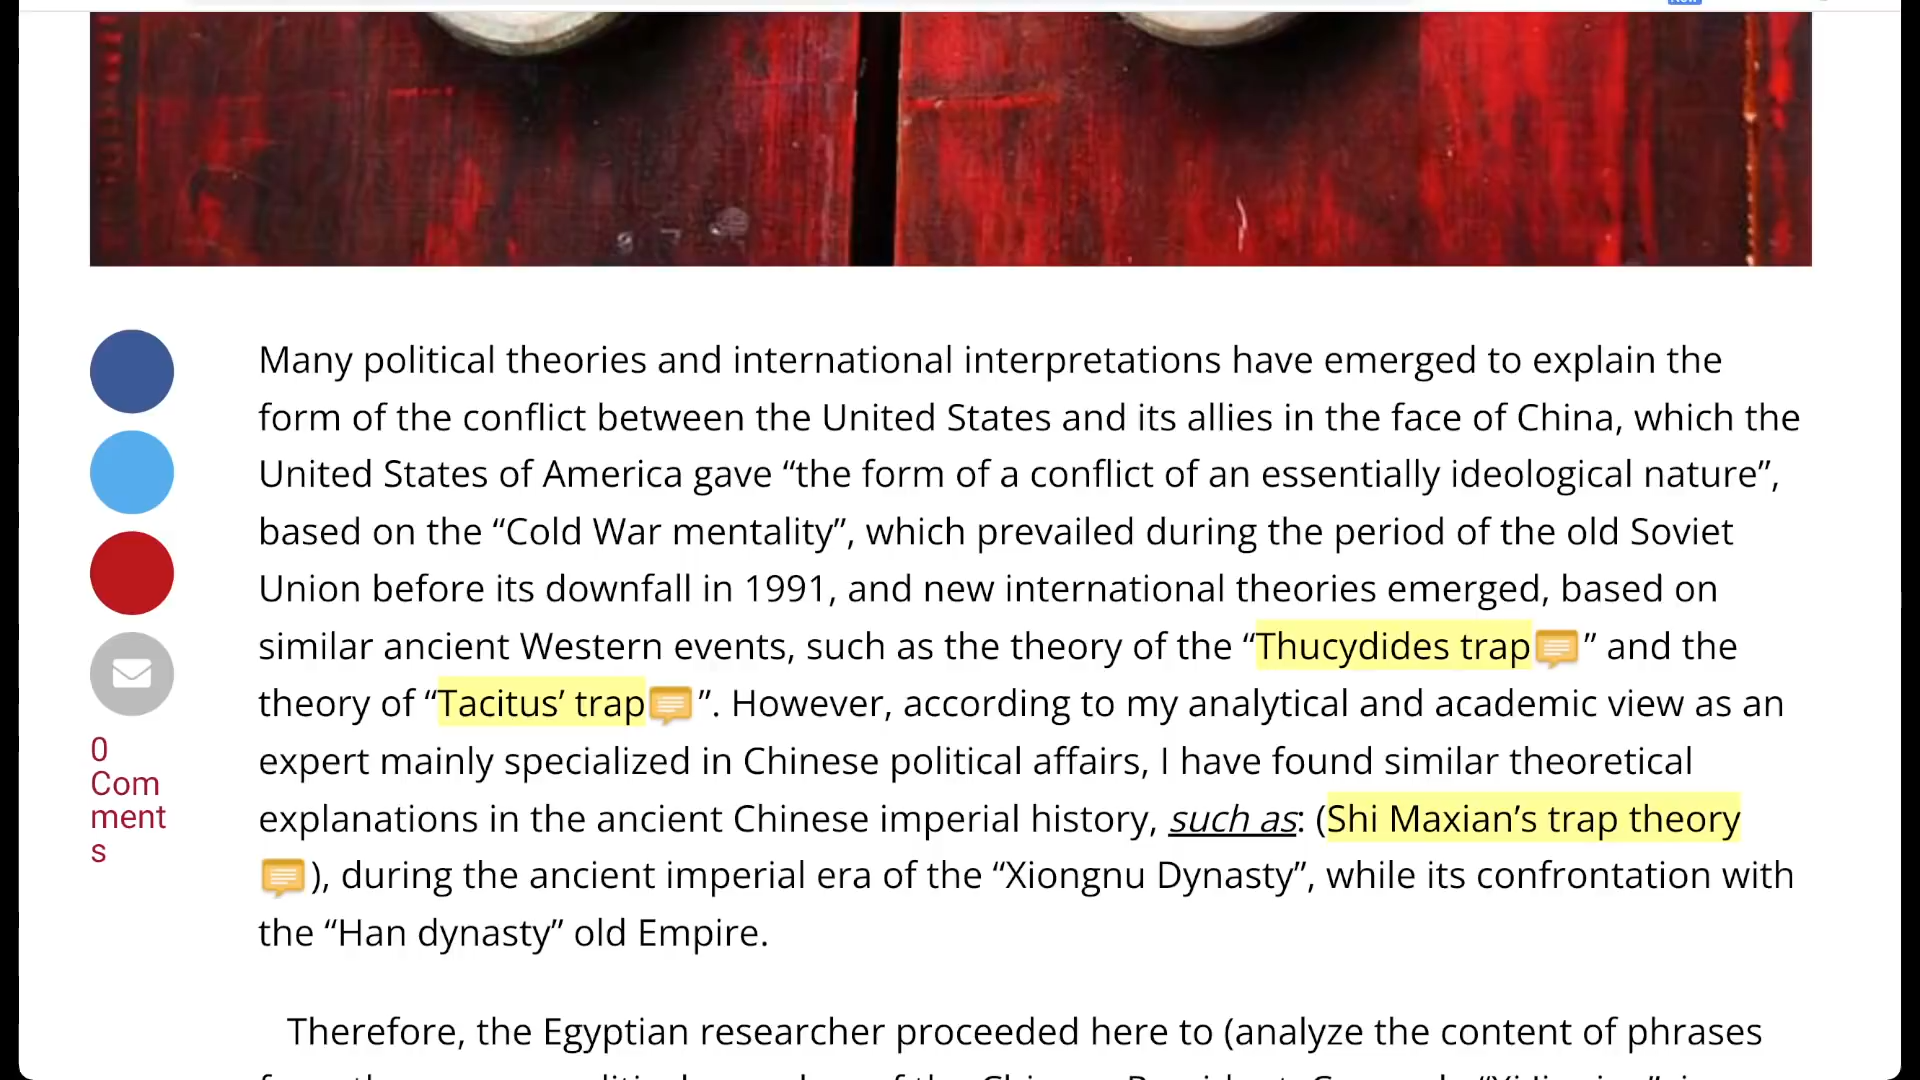 Many political theories and international interpretations have emerged to explain the
form of the conflict between the United States and its allies in the face of China, which the
United States of America gave “the form of a conflict of an essentially ideological nature”,
based on the “Cold War mentality”, which prevailed during the period of the old Soviet
Union before its downfall in 1991, and new international theories emerged, based on
similar ancient Western events, such as the theory of the “Thucydides trap” and the
theory of “Tacitus’ trap”. However, according to my analytical and academic view as an
expert mainly specialized in Chinese political affairs, I have found similar theoretical
explanations in the ancient Chinese imperial history, such as: (Shi Maxian’s trap theory
), during the ancient imperial era of the “Xiongnu Dynasty”, while its confrontation with
the “Han dynasty” old Empire.
0
Com
ment
s
Therefore, the Egyptian researcher proceeded here to (analyze the content of phrases